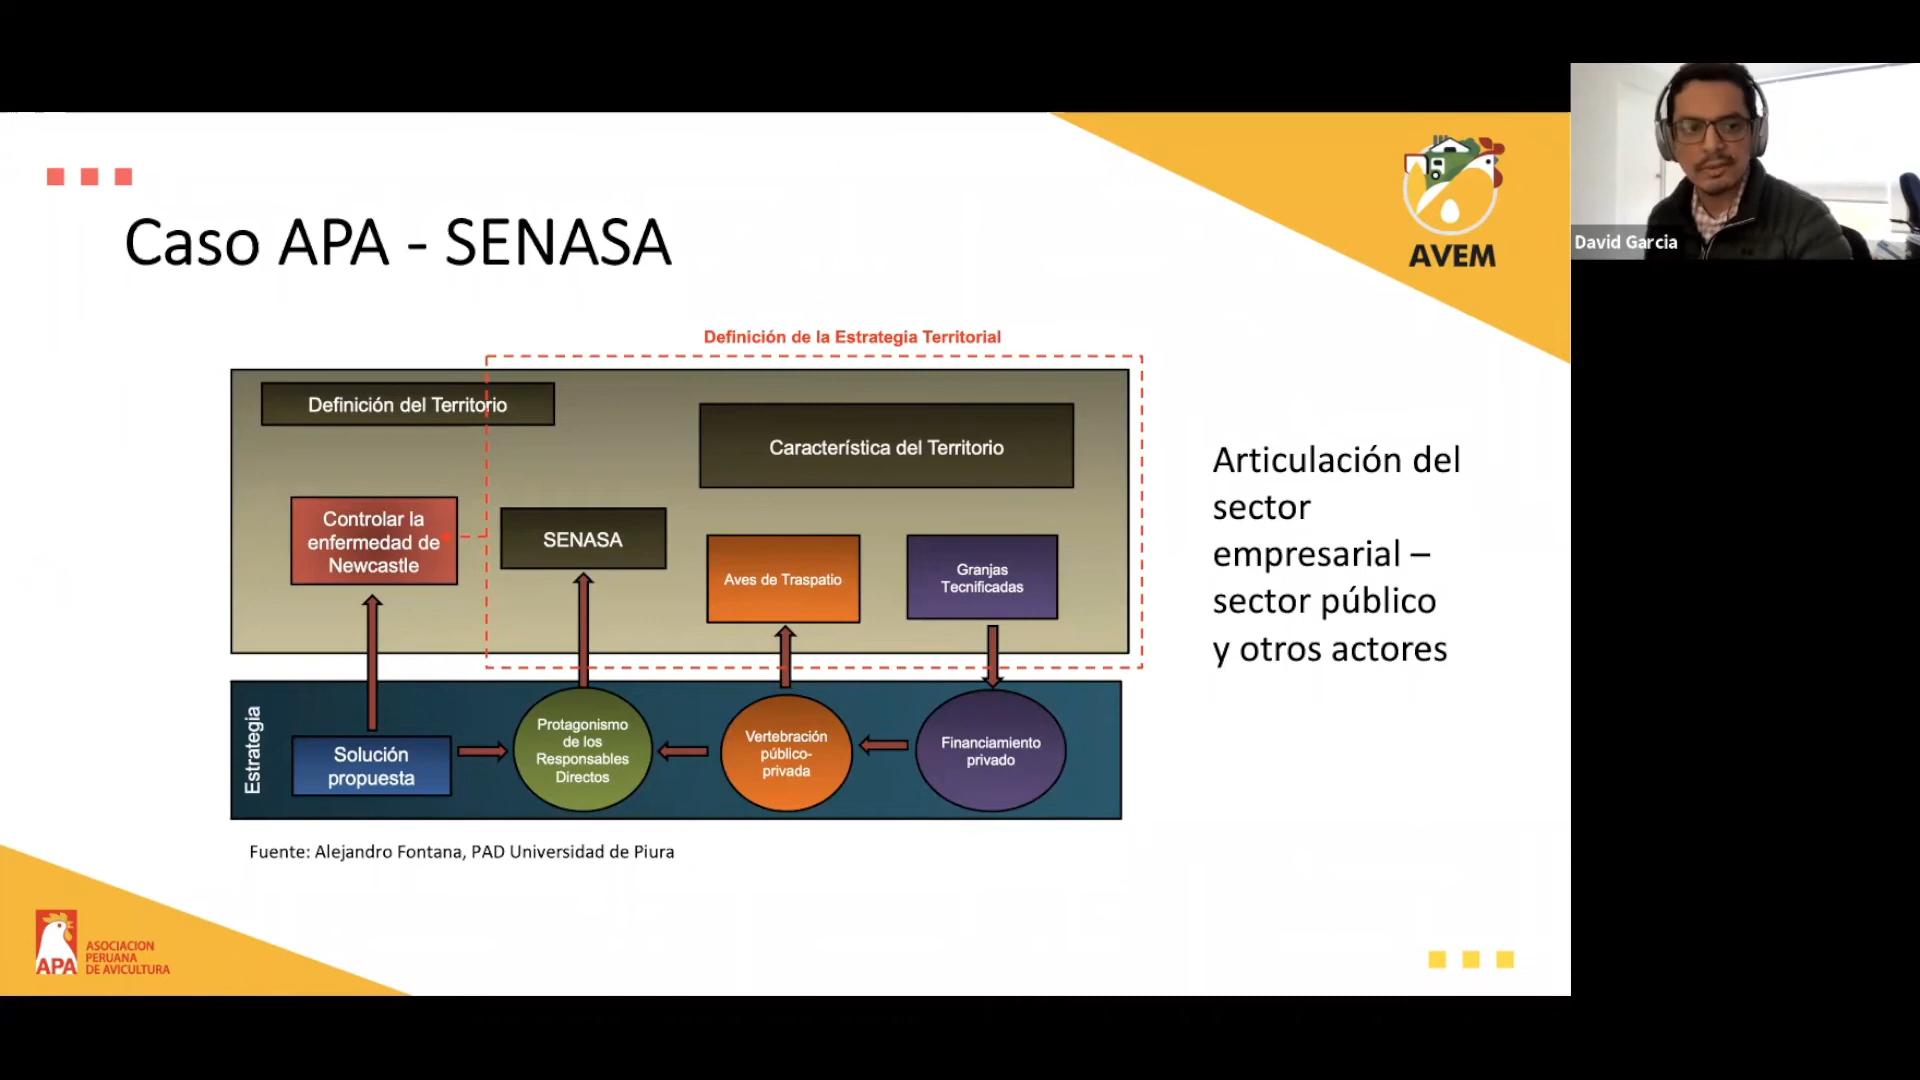 Caso APA - SENASA
AVEM
David Garcia
Definición de la Estrategia Territorial
Definición del Territorio
Característica del Territorio
Controlar la
enfermedad de
Newcastle
SENASA
Aves de Traspatio
Granjas
Tecnificadas
Articulación del
sector
empresarial –
sector público
y otros actores
Estrategia
Solución
propuesta
Protagonismo
de los
Responsables
Directos
Vertebración
público-
privada
Financiamiento
privado
Fuente: Alejandro Fontana, PAD Universidad de Piura
APA
ASOCIACION
PERUANA
DE AVICULTURA